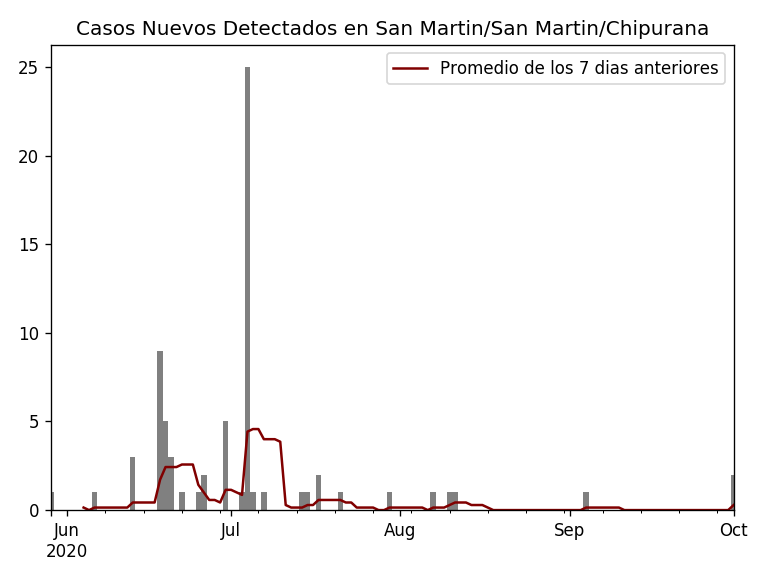 Casos Nuevos Detectados en San Martin/San Martin/Chipurana
Promedio de los 7 dias anteriores
25
20
15
10
5
0
Jun Jul Aug Sep Oct
2020